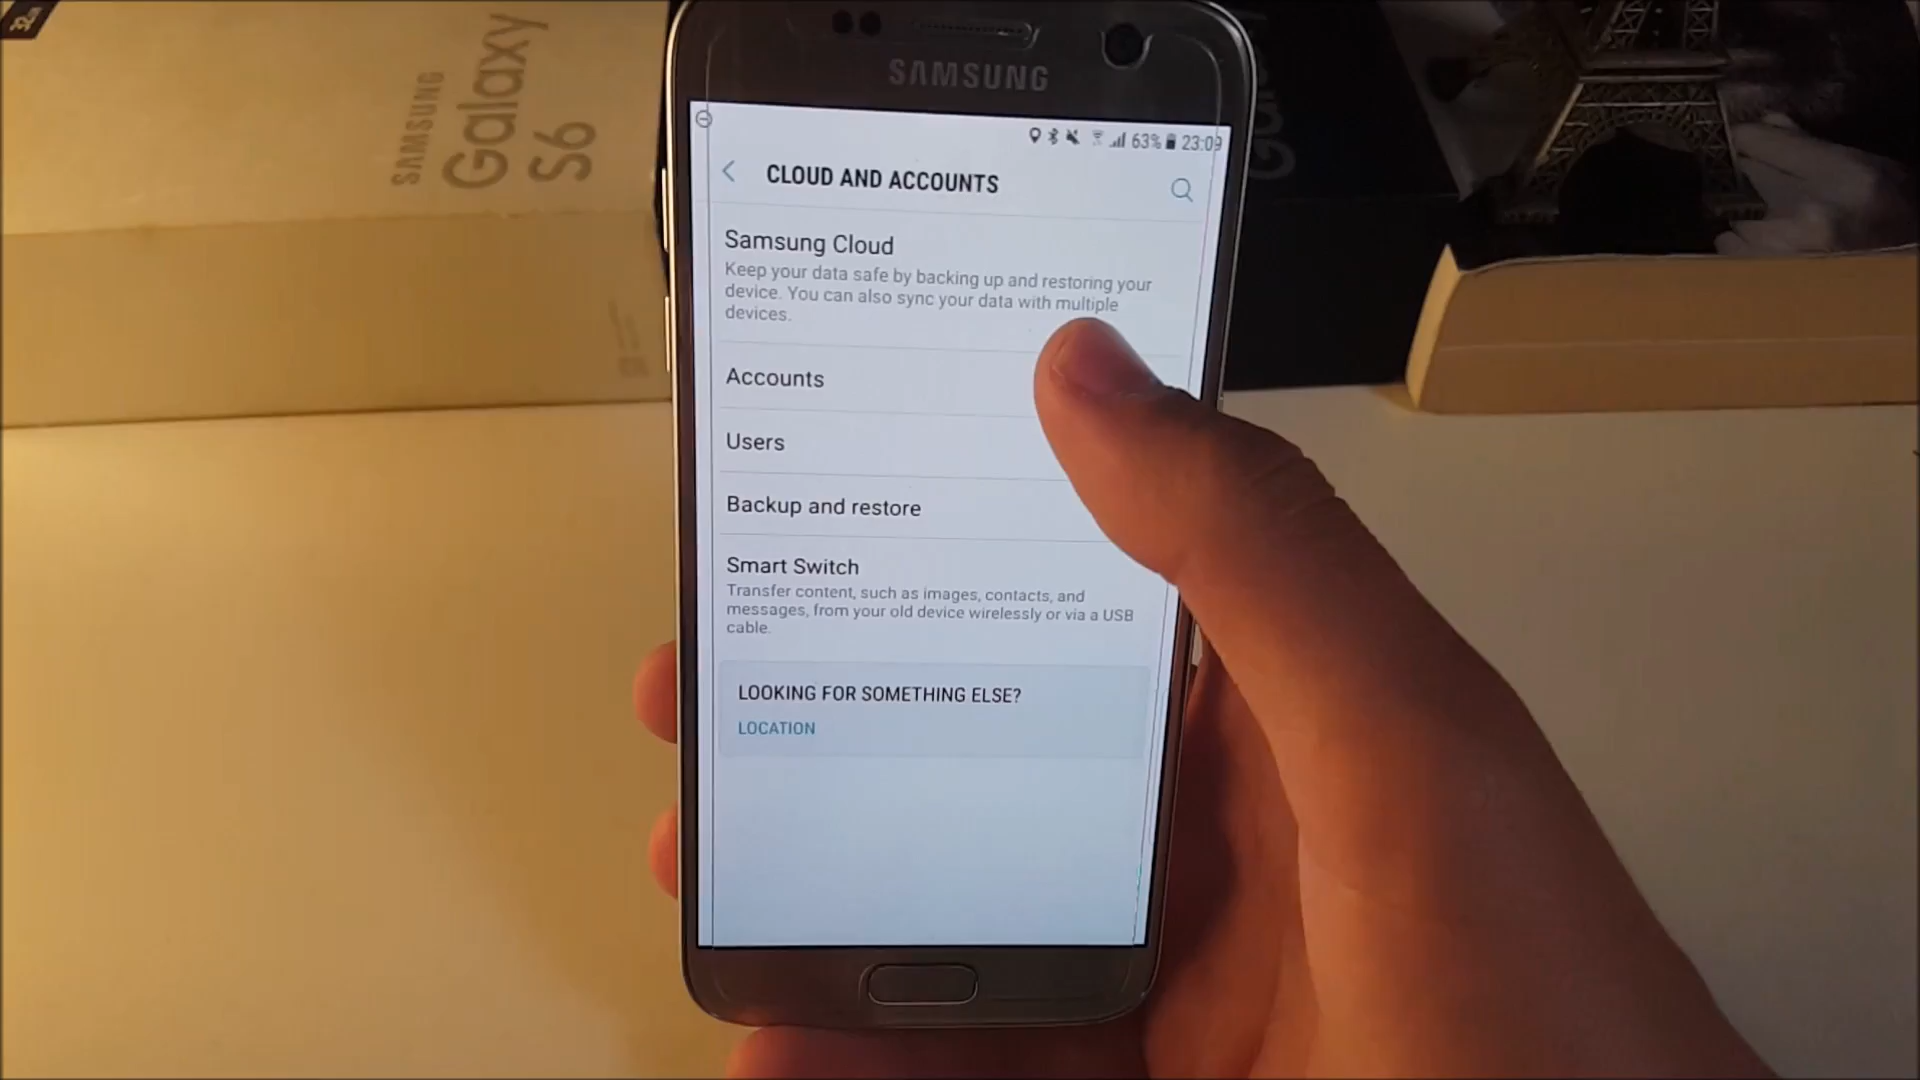 32GB
SAMSUNG
Galaxy
S6
SAMSUNG
63% 23:09
CLOUD AND ACCOUNTS
Samsung Cloud
Keep your data safe by backing up and restoring your
device. You can also sync your data with multiple
devices.
Accounts
Users
Backup and restore
Smart Switch
Transfer content, such as images, contacts, and
messages, from your old device wirelessly or via a USB
cable.
LOOKING FOR SOMETHING ELSE?
LOCATION